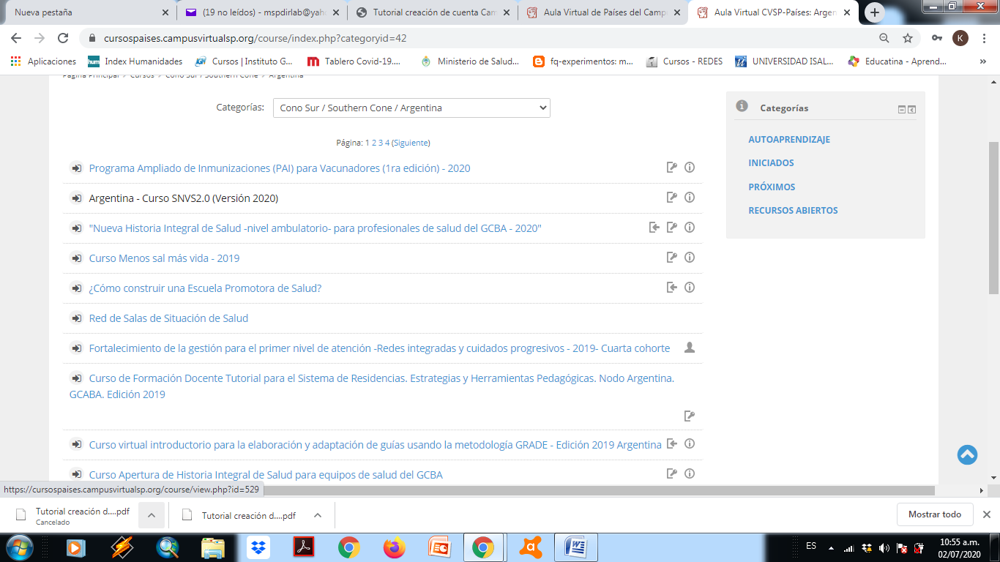 Nueva pestaña
(19 no leídos) - mspdirlab@yah
Tutorial creación de cuenta Cam
Aula Virtual de Países del Camp
Aula Virtual CVSP-Países: Argen
cursospaises.campusvirtualsp.org/course/index.php?categoryid=42
K
Aplicaciones
Index Humanidades
Cursos | Instituto G...
Tablero Covid-19....
Ministerio de Salud...
fq-experimentos: m...
Cursos - REDES
UNIVERSIDAD ISAL...
Educatina - Aprend...
»
Página Principal / Cursos / Cono Sur / Southern Cone / Argentina
Categorías: Cono Sur / Southern Cone / Argentina
Página: 1 2 3 4 (Siguiente)
Programa Ampliado de Inmunizaciones (PAI) para Vacunadores (1ra edición) - 2020
Argentina - Curso SNVS2.0 (Versión 2020)
"Nueva Historia Integral de Salud -nivel ambulatorio- para profesionales de salud del GCBA - 2020"
Curso Menos sal más vida - 2019
¿Cómo construir una Escuela Promotora de Salud?
Red de Salas de Situación de Salud
Fortalecimiento de la gestión para el primer nivel de atención -Redes integradas y cuidados progresivos - 2019- Cuarta cohorte
Curso de Formación Docente Tutorial para el Sistema de Residencias. Estrategias y Herramientas Pedagógicas. Nodo Argentina.
GCABA. Edición 2019
Curso virtual introductorio para la elaboración y adaptación de guías usando la metodología GRADE - Edición 2019 Argentina
Curso Apertura de Historia Integral de Salud para equipos de salud del GCBA
Categorías
AUTOAPRENDIZAJE
INICIADOS
PRÓXIMOS
RECURSOS ABIERTOS
https://cursospaises.campusvirtualsp.org/course/view.php?id=529
Tutorial creación d....pdf
Cancelado
Tutorial creación d....pdf
Mostrar todo
ES
10:55 a.m.
02/07/2020